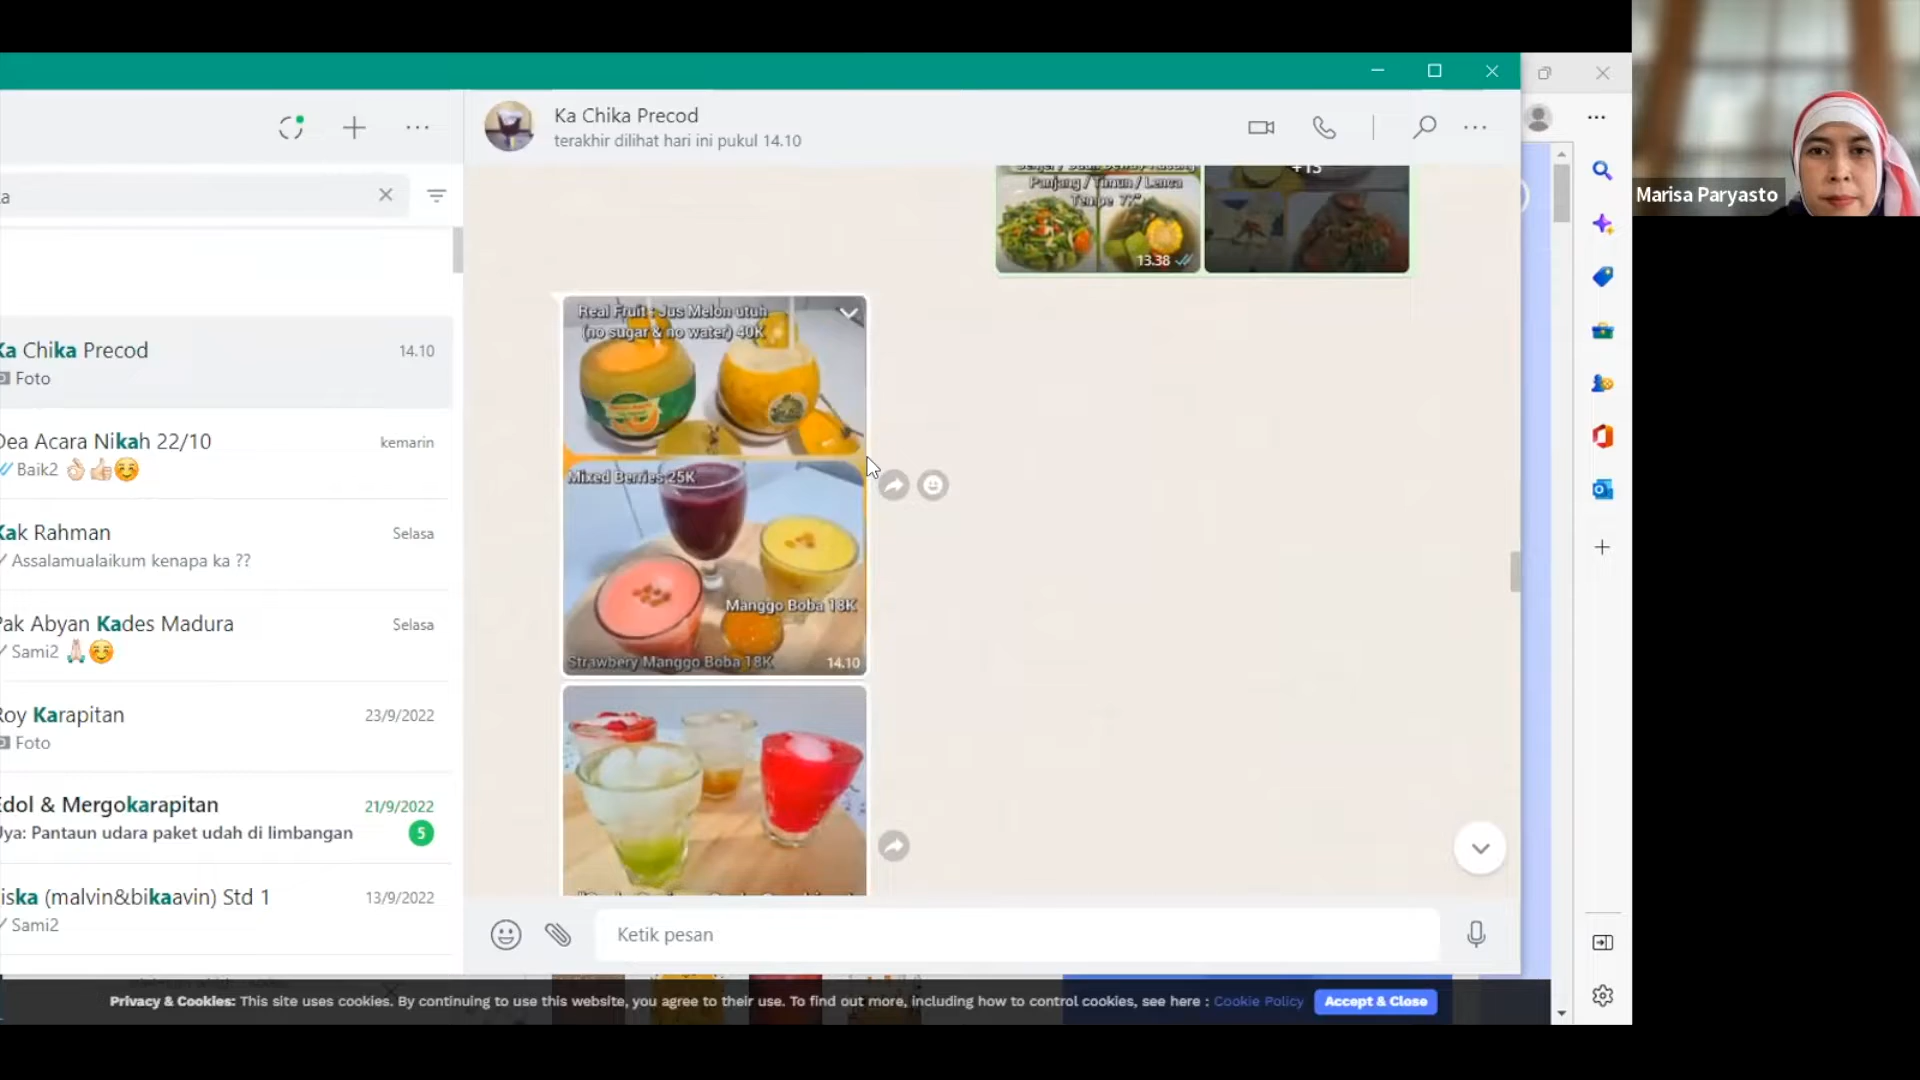 Ka Chika Precod
terakhir dilihat hari ini pukul 14.10
Ka Chika Precod
14.10
Foto
Dea Acara Nikah 22/10
kemarin
Baik2 👌🏻👍🏻☺️
Kak Rahman
Selasa
Assalamualaikum kenapa ka ??
Pak Abyan Kades Madura
Selasa
Sami2 🙏🏻☺️
Roy Karapitan
23/9/2022
Foto
Edol & Mergokarapitan
21/9/2022
Uya: Pantaun udara paket udah di limbangan
5
iska (malvin&bikaavin) Std 1
13/9/2022
Sami2
Panjang / Timun / Lenca
Tempe 7K"
13.38
+15
Real Fruit : Jus Melon utuh
(no sugar & no water) 40K
Mixed Berries 25K
Manggo Boba 18K
Strawbery Manggo Boba 18K
14.10
Ketik pesan
Privacy & Cookies: This site uses cookies. By continuing to use this website, you agree to their use. To find out more, including how to control cookies, see here : Cookie Policy
Accept & Close
Marisa Paryasto